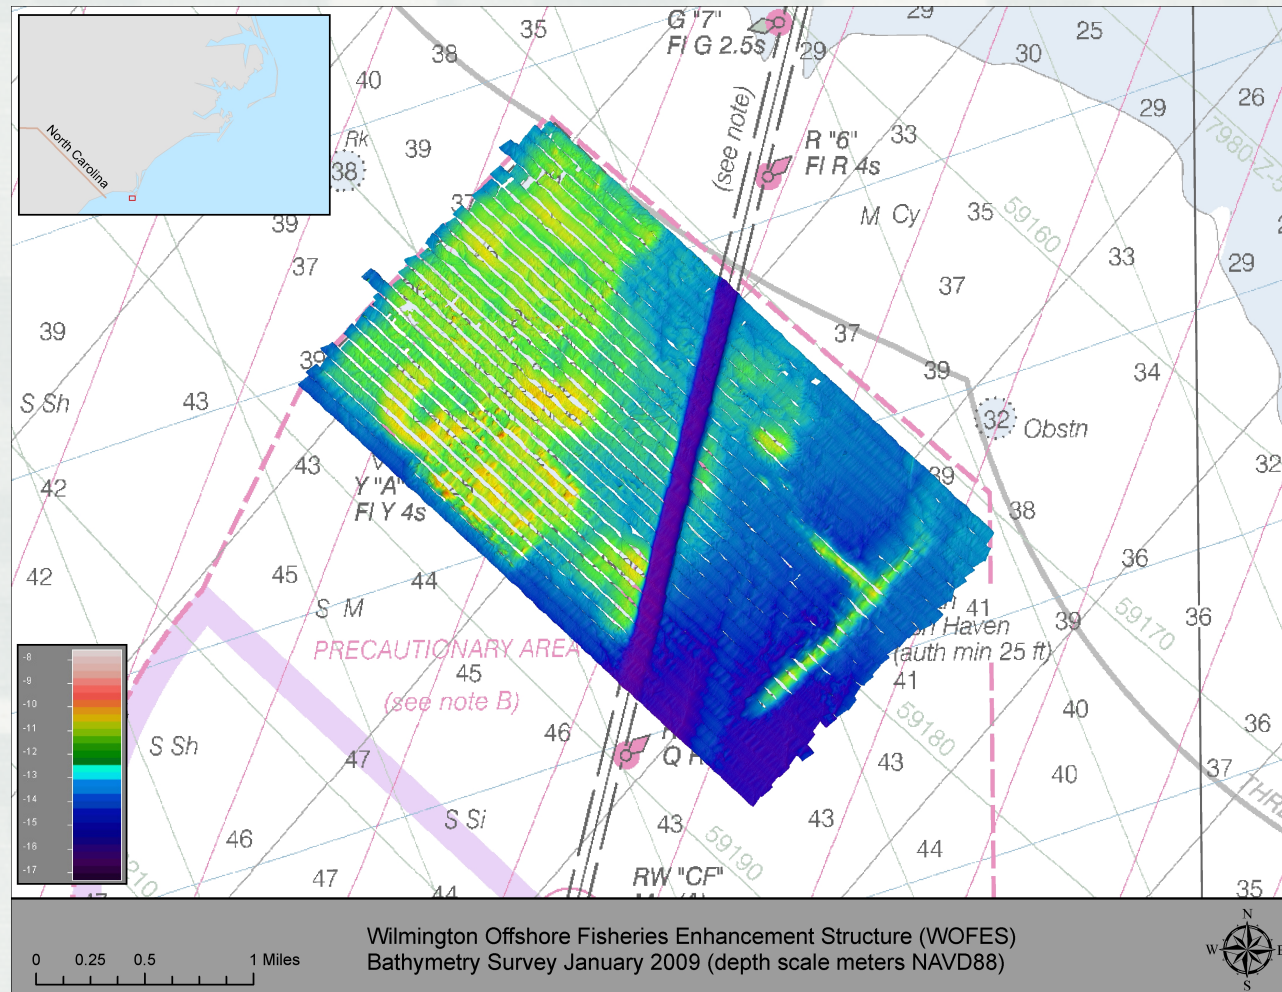 North Carolina
G "7"
Fl G 2.5s
(see note)
R "6"
Fl R 4s
M Cy
Rk
38
35
38
40
39
39
37
39
37
39
43
S Sh
42
43
Y "A"
Fl Y 4s
42
45
44
S M
PRECAUTIONARY AREA
(see note B)
45
46
S Sh
47
S Si
46
47
44
29
29
30
25
29
26
7980-Z-5
33
35
59160
33
37
29
37
39
34
32
Obstn
39
38
32
36
41
39
59170
36
Haven
(auth min 25 ft)
41
59180
40
36
43
40
37
43
43
59190
44
35
RW "CF"
-8
-9
-10
-11
-12
-13
-14
-15
-16
-17
Wilmington Offshore Fisheries Enhancement Structure (WOFES)
Bathymetry Survey January 2009 (depth scale meters NAVD88)
0 0.25 0.5 1 Miles
N
W E
S